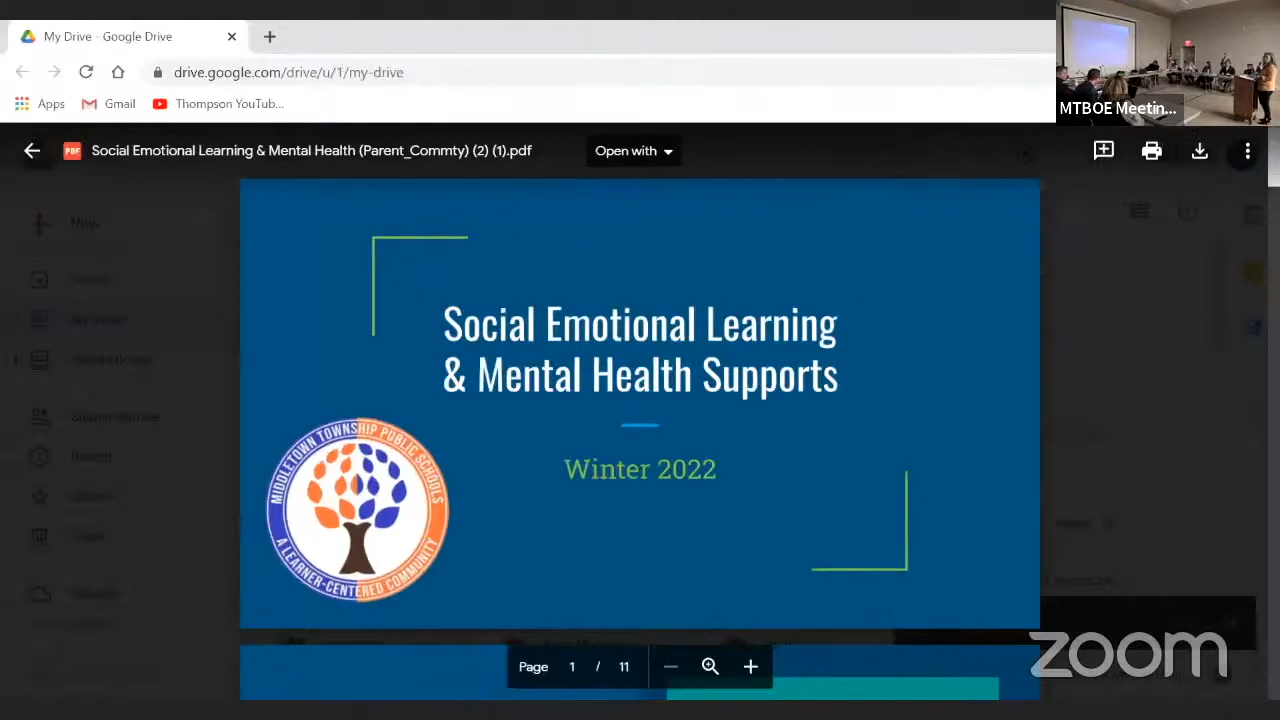 My Drive - Google Drive
drive.google.com/drive/u/1/my-drive
Apps
Gmail
Thompson YouTub...
MTBOE Meetin...
PDF
Social Emotional Learning & Mental Health (Parent_Commty) (2) (1).pdf
Open with
Social Emotional Learning
& Mental Health Supports
Winter 2022
MIDDLETOWN TOWNSHIP PUBLIC SCHOOLS
A LEARNER-CENTERED COMMUNITY
Page 1 / 11
zoom